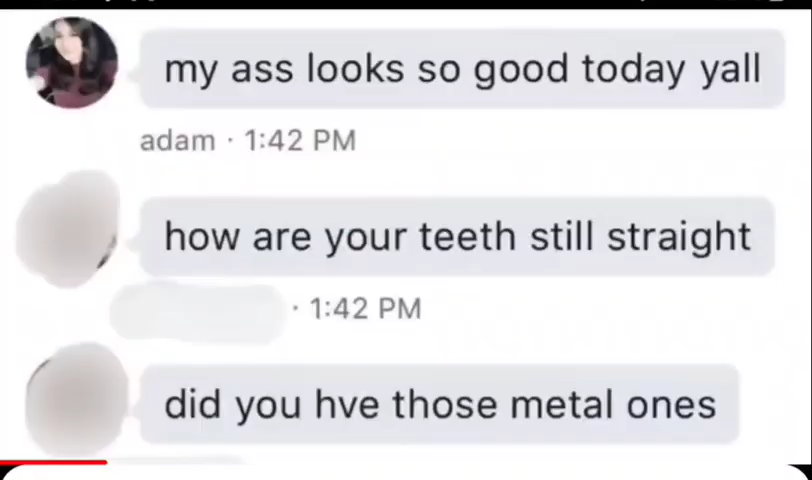 my ass looks so good today yall
adam · 1:42 PM
how are your teeth still straight
· 1:42 PM
did you hve those metal ones